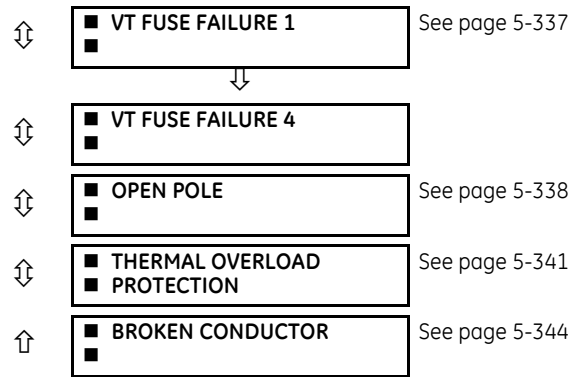 ■ VT FUSE FAILURE 1 See page 5-337
■
■ VT FUSE FAILURE 4
■
■ OPEN POLE See page 5-338
■
■ THERMAL OVERLOAD See page 5-341
■ PROTECTION
■ BROKEN CONDUCTOR See page 5-344
■